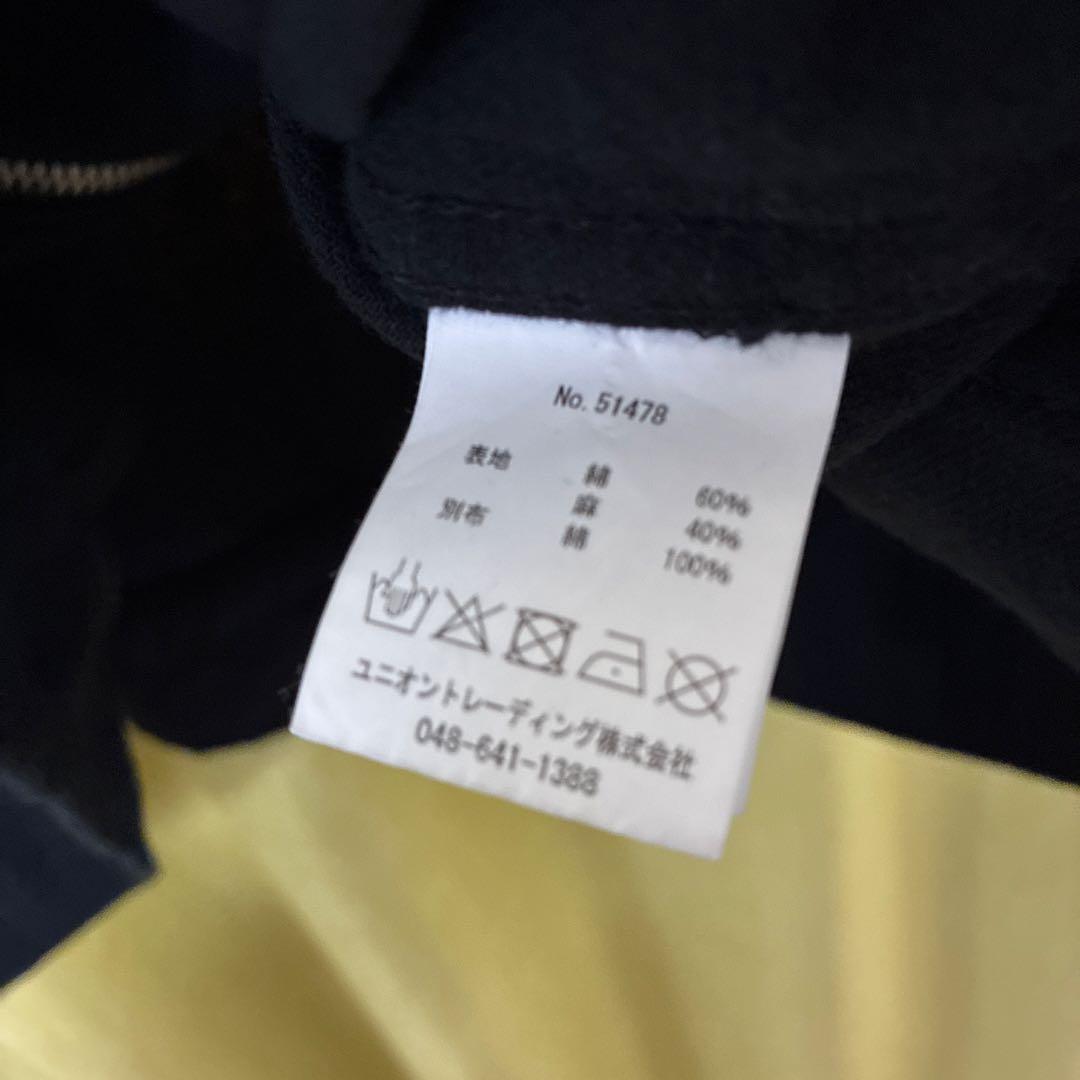 No. 51478
表地 綿 60%
麻 40%
別布 綿 100%
ユニオントレーディング株式会社
048-641-1388